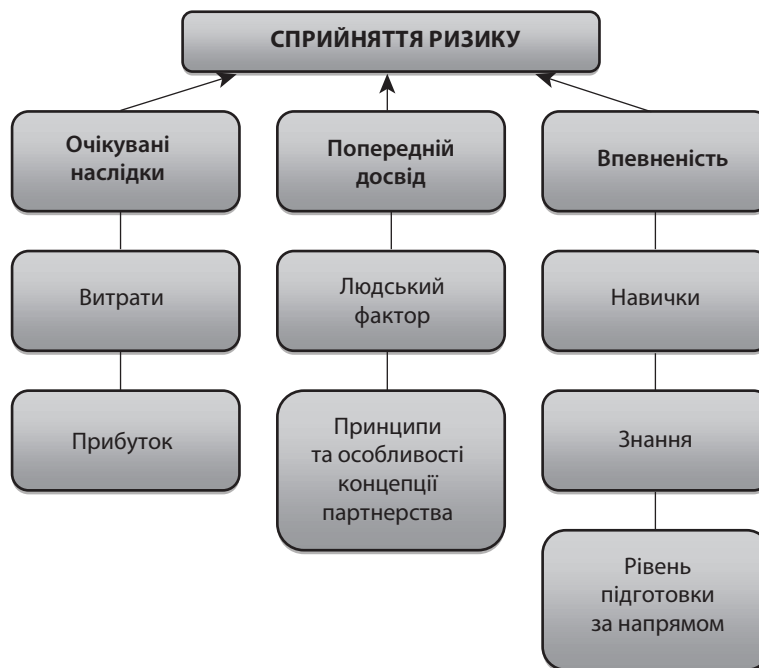 СПРИЙНЯТТЯ РИЗИКУ
Очікувані
наслідки
Витрати
Прибуток
Попередній
досвід
Людський
фактор
Принципи
та особливості
концепції
партнерства
Впевненість
Навички
Знання
Рівень
підготовки
за напрямом